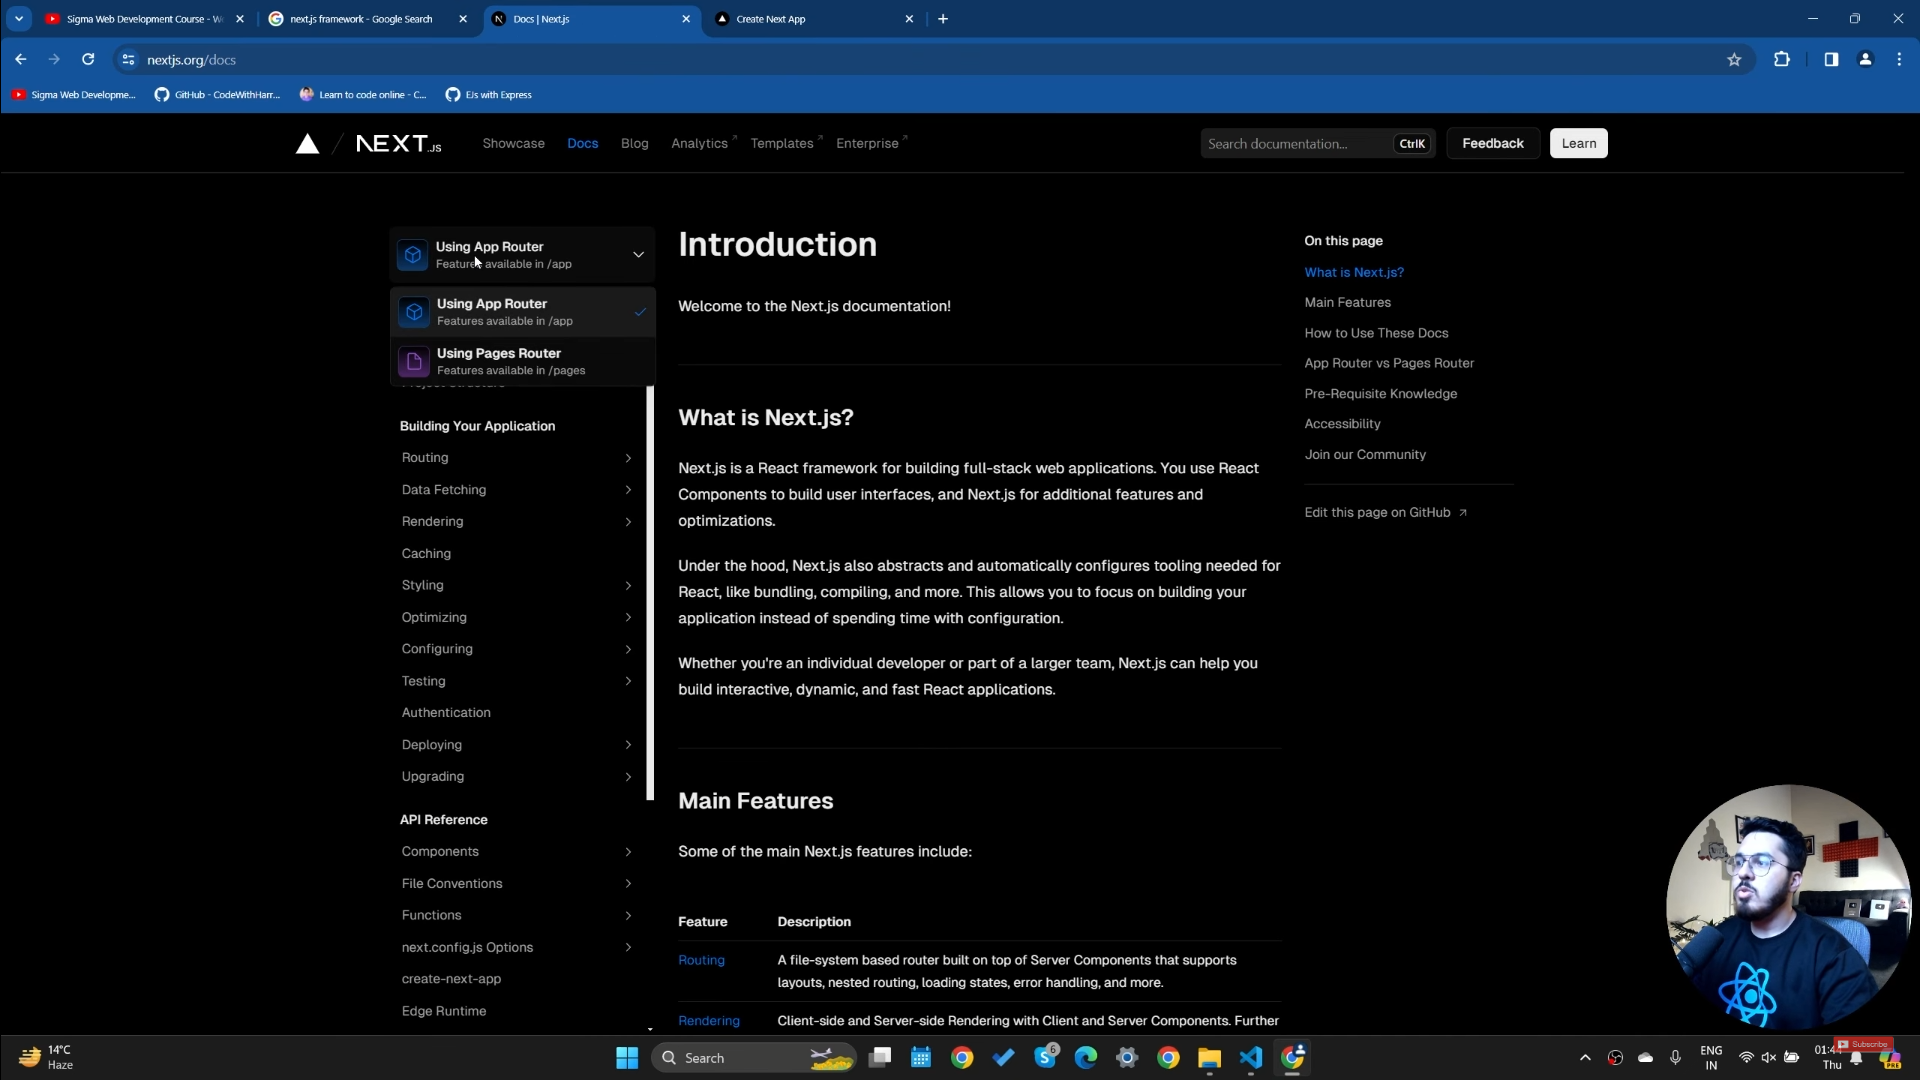 Sigma Web Development Course - W
next.js framework - Google Search
Docs | Next.js
Create Next App
nextjs.org/docs
Sigma Web Developme...
GitHub - CodeWithHarr...
Learn to code online - C...
EJs with Express
NEXT.JS
Showcase
Docs
Blog
Analytics
Templates
Enterprise
Search documentation...
CtrlK
Feedback
Learn
Using App Router
Features available in /app
Using App Router
Features available in /app
Using Pages Router
Features available in /pages
Project Structure
Building Your Application
Routing
Data Fetching
Rendering
Caching
Styling
Optimizing
Configuring
Testing
Authentication
Deploying
Upgrading
API Reference
Components
File Conventions
Functions
next.config.js Options
create-next-app
Edge Runtime
Introduction
Welcome to the Next.js documentation!
What is Next.js?
Next.js is a React framework for building full-stack web applications. You use React
Components to build user interfaces, and Next.js for additional features and
optimizations.
Under the hood, Next.js also abstracts and automatically configures tooling needed for
React, like bundling, compiling, and more. This allows you to focus on building your
application instead of spending time with configuration.
Whether you're an individual developer or part of a larger team, Next.js can help you
build interactive, dynamic, and fast React applications.
Main Features
Some of the main Next.js features include:
Feature Description
Routing A file-system based router built on top of Server Components that supports
layouts, nested routing, loading states, error handling, and more.
Rendering Client-side and Server-side Rendering with Client and Server Components. Further
On this page
What is Next.js?
Main Features
How to Use These Docs
App Router vs Pages Router
Pre-Requisite Knowledge
Accessibility
Join our Community
Edit this page on GitHub
14°C
Haze
Search
6
ENG
IN
01:44
Thu
Subscribe
PRE